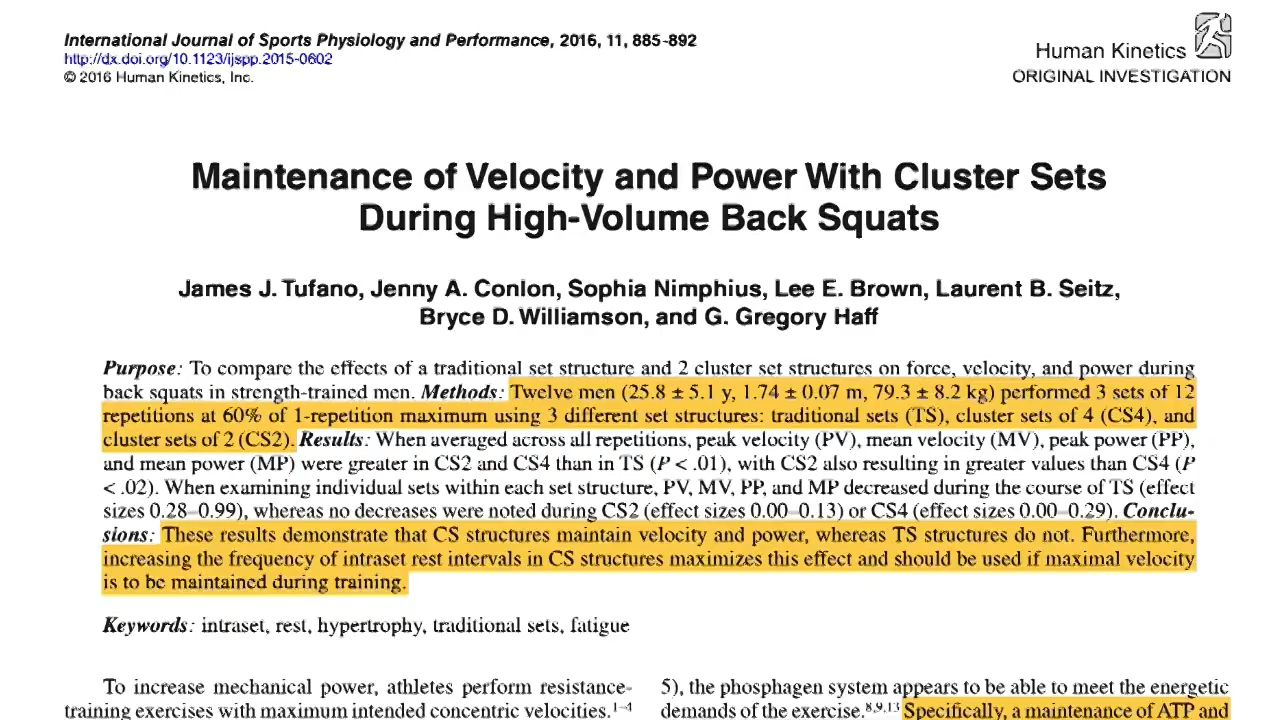 International Journal of Sports Physiology and Performance, 2016, 11, 885-892
http://dx.doi.org/10.1123/ijspp.2015-0602
© 2016 Human Kinetics, Inc.
Human Kinetics
ORIGINAL INVESTIGATION
Maintenance of Velocity and Power With Cluster Sets
During High-Volume Back Squats
James J. Tufano, Jenny A. Conlon, Sophia Nimphius, Lee E. Brown, Laurent B. Seitz,
Bryce D. Williamson, and G. Gregory Haff
Purpose: To compare the effects of a traditional set structure and 2 cluster set structures on force, velocity, and power during
back squats in strength-trained men. Methods: Twelve men (25.8 ± 5.1 y, 1.74 ± 0.07 m, 79.3 ± 8.2 kg) performed 3 sets of 12
repetitions at 60% of 1-repetition maximum using 3 different set structures: traditional sets (TS), cluster sets of 4 (CS4), and
cluster sets of 2 (CS2). Results: When averaged across all repetitions, peak velocity (PV), mean velocity (MV), peak power (PP),
and mean power (MP) were greater in CS2 and CS4 than in TS (P < .01), with CS2 also resulting in greater values than CS4 (P
< .02). When examining individual sets within each set structure, PV, MV, PP, and MP decreased during the course of TS (effect
sizes 0.28–0.99), whereas no decreases were noted during CS2 (effect sizes 0.00–0.13) or CS4 (effect sizes 0.00–0.29). Conclu-
sions: These results demonstrate that CS structures maintain velocity and power, whereas TS structures do not. Furthermore,
increasing the frequency of intraset rest intervals in CS structures maximizes this effect and should be used if maximal velocity
is to be maintained during training.
Keywords: intraset, rest, hypertrophy, traditional sets, fatigue
To increase mechanical power, athletes perform resistance-
training exercises with maximum intended concentric velocities.1–4
5), the phosphagen system appears to be able to meet the energetic
demands of the exercise.8,9,13 Specifically, a maintenance of ATP and